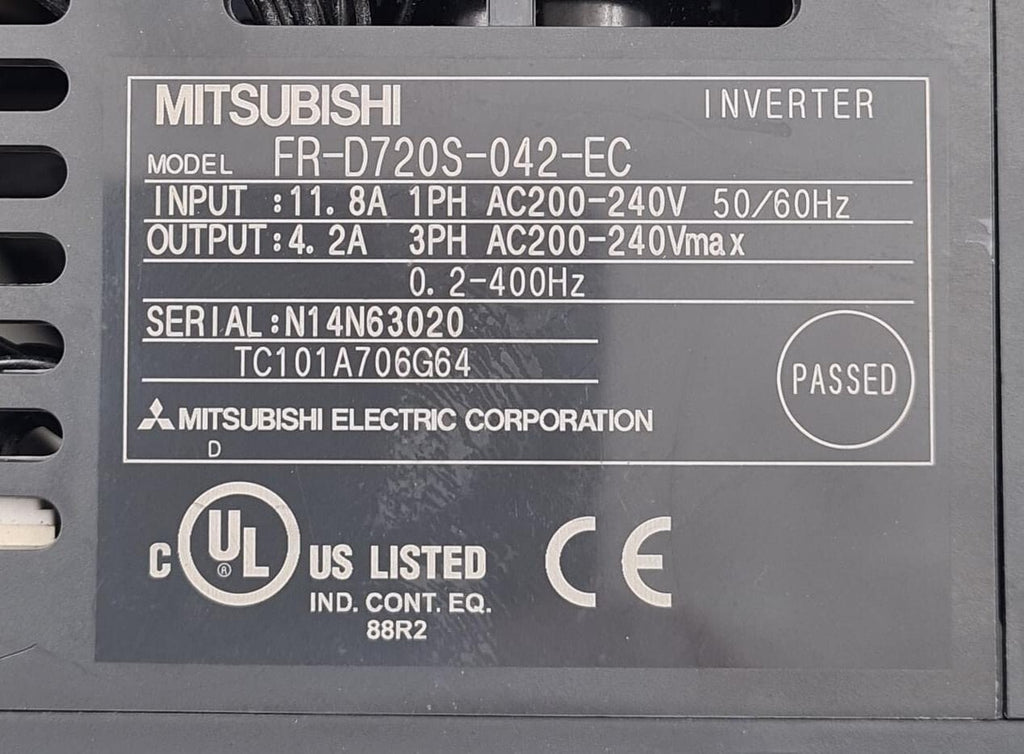 MITSUBISHI INVERTER
MODEL FR-D720S-042-EC
INPUT :11.8A 1PH AC200-240V 50/60Hz
OUTPUT:4.2A 3PH AC200-240Vmax
0.2-400Hz
SERIAL:N14N63020
TC101A706G64
PASSED
MITSUBISHI ELECTRIC CORPORATION
D
C UL ® US LISTED CE
IND. CONT. EQ.
88R2